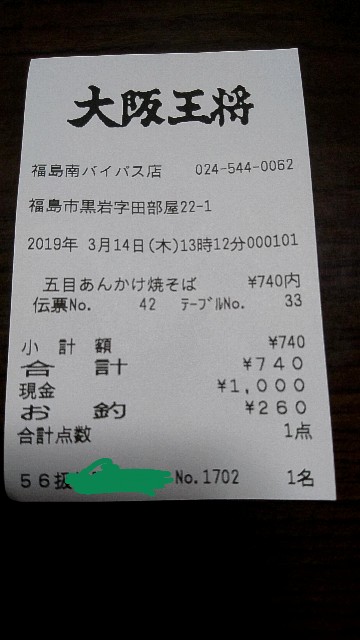 大阪王将
福島南バイパス店 024-544-0062
福島市黒岩字田部屋22-1
2019年 3月14日(木)13時12分000101
五目あんかけ焼そば ¥740内
伝票No. 42 テーブルNo. 33
小計額 ¥740
合計 ¥740
現金 ¥1,000
お釣 ¥260
合計点数 1点
56扱 No.1702 1名